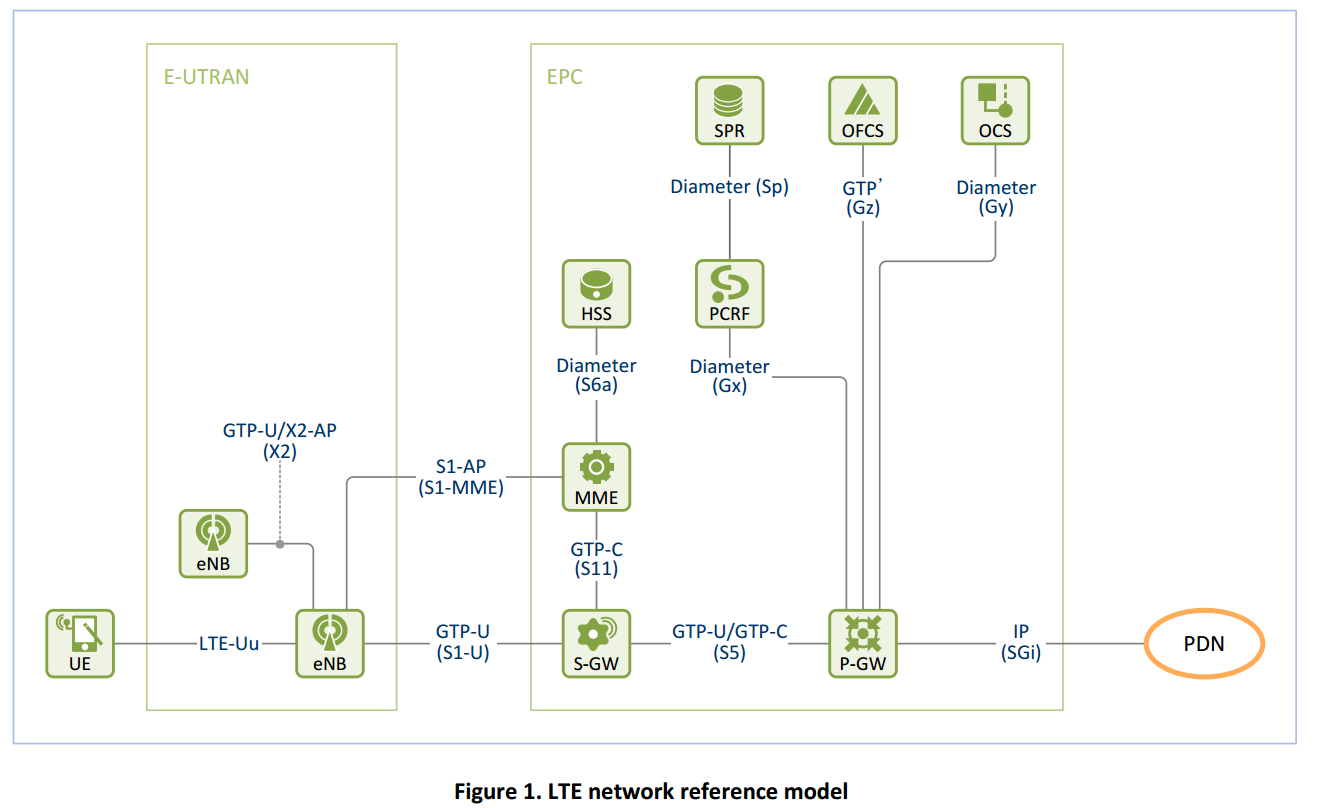 E-UTRAN
EPC
SPR
OFCS
OCS
Diameter (Sp)
GTP’
(Gz)
Diameter
(Gy)
HSS
PCRF
Diameter
(S6a)
Diameter
(Gx)
GTP-U/X2-AP
(X2)
S1-AP
(S1-MME)
MME
eNB
GTP-C
(S11)
UE
LTE-Uu
eNB
GTP-U
(S1-U)
S-GW
GTP-U/GTP-C
(S5)
P-GW
IP
(SGi)
PDN
Figure 1. LTE network reference model